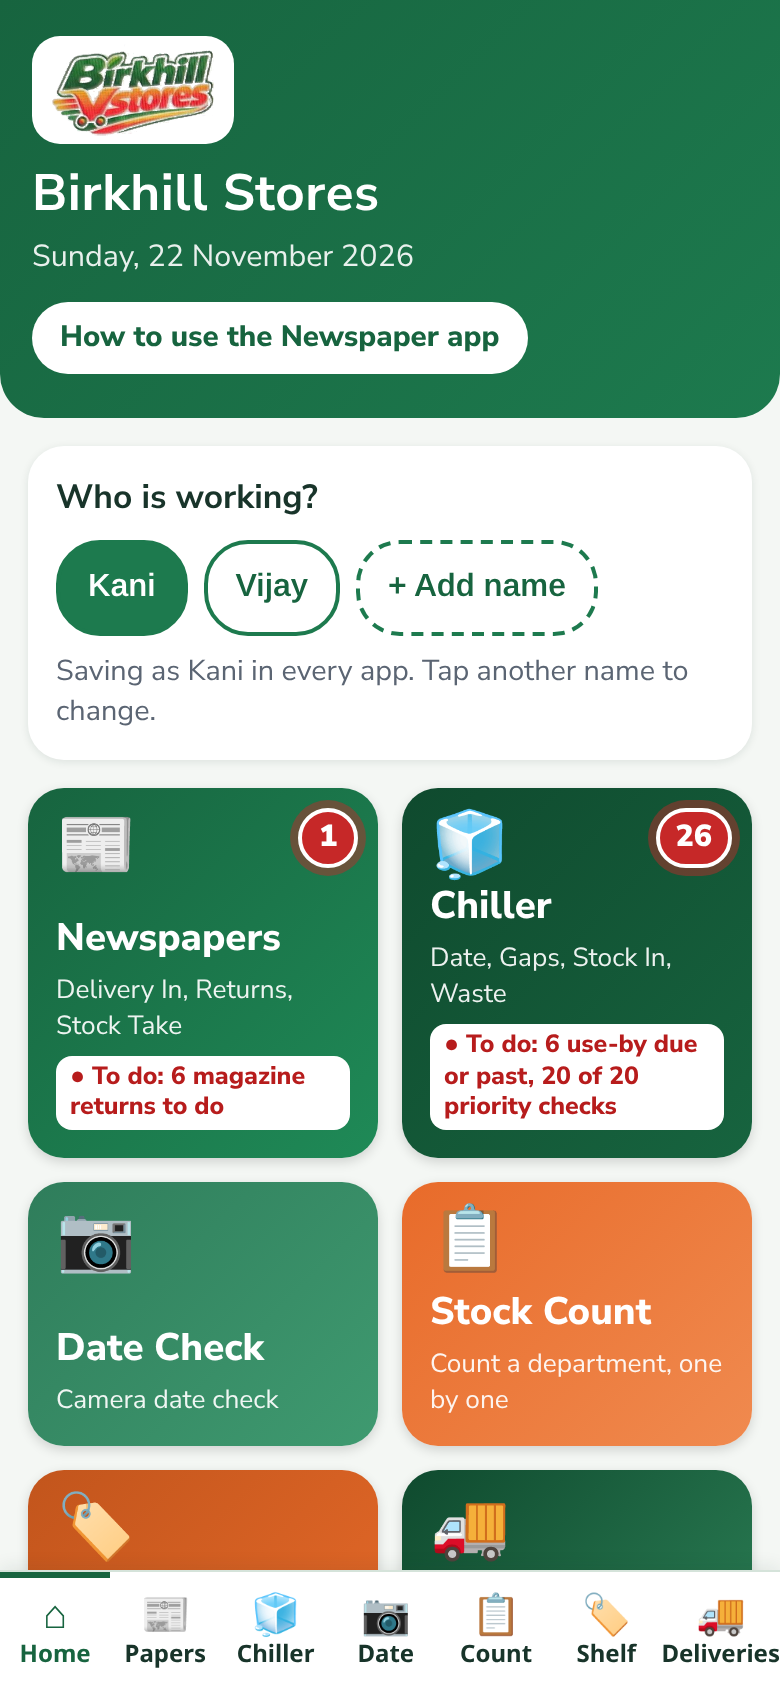 Birkhill
Vstores
Birkhill Stores
Sunday, 22 November 2026
How to use the Newspaper app
Who is working?
Kani
Vijay
+ Add name
Saving as Kani in every app. Tap another name to
change.
1
Newspapers
Delivery In, Returns,
Stock Take
● To do: 6 magazine
returns to do
26
Chiller
Date, Gaps, Stock In,
Waste
● To do: 6 use-by due
or past, 20 of 20
priority checks
Date Check
Camera date check
Stock Count
Count a department, one
by one
Home
Papers
Chiller
Date
Count
Shelf
Deliveries